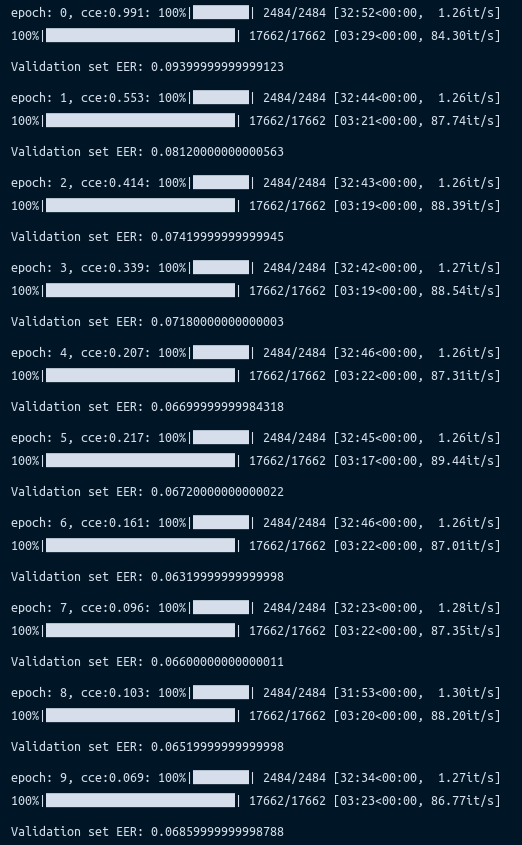 epoch: 0, cce:0.991: 100%|████████| 2484/2484 [32:52<00:00,  1.26it/s]
100%|███████████████████████████| 17662/17662 [03:29<00:00, 84.30it/s]
Validation set EER: 0.09399999999999123
epoch: 1, cce:0.553: 100%|████████| 2484/2484 [32:44<00:00,  1.26it/s]
100%|███████████████████████████| 17662/17662 [03:21<00:00, 87.74it/s]
Validation set EER: 0.08120000000000563
epoch: 2, cce:0.414: 100%|████████| 2484/2484 [32:43<00:00,  1.26it/s]
100%|███████████████████████████| 17662/17662 [03:19<00:00, 88.39it/s]
Validation set EER: 0.07419999999999945
epoch: 3, cce:0.339: 100%|████████| 2484/2484 [32:42<00:00,  1.27it/s]
100%|███████████████████████████| 17662/17662 [03:19<00:00, 88.54it/s]
Validation set EER: 0.07180000000000003
epoch: 4, cce:0.207: 100%|████████| 2484/2484 [32:46<00:00,  1.26it/s]
100%|███████████████████████████| 17662/17662 [03:22<00:00, 87.31it/s]
Validation set EER: 0.06699999999984318
epoch: 5, cce:0.217: 100%|████████| 2484/2484 [32:45<00:00,  1.26it/s]
100%|███████████████████████████| 17662/17662 [03:17<00:00, 89.44it/s]
Validation set EER: 0.06720000000000022
epoch: 6, cce:0.161: 100%|████████| 2484/2484 [32:46<00:00,  1.26it/s]
100%|███████████████████████████| 17662/17662 [03:22<00:00, 87.01it/s]
Validation set EER: 0.06319999999999998
epoch: 7, cce:0.096: 100%|████████| 2484/2484 [32:23<00:00,  1.28it/s]
100%|███████████████████████████| 17662/17662 [03:22<00:00, 87.35it/s]
Validation set EER: 0.06600000000000011
epoch: 8, cce:0.103: 100%|████████| 2484/2484 [31:53<00:00,  1.30it/s]
100%|███████████████████████████| 17662/17662 [03:20<00:00, 88.20it/s]
Validation set EER: 0.06519999999999998
epoch: 9, cce:0.069: 100%|████████| 2484/2484 [32:34<00:00,  1.27it/s]
100%|███████████████████████████| 17662/17662 [03:23<00:00, 86.77it/s]
Validation set EER: 0.06859999999998788